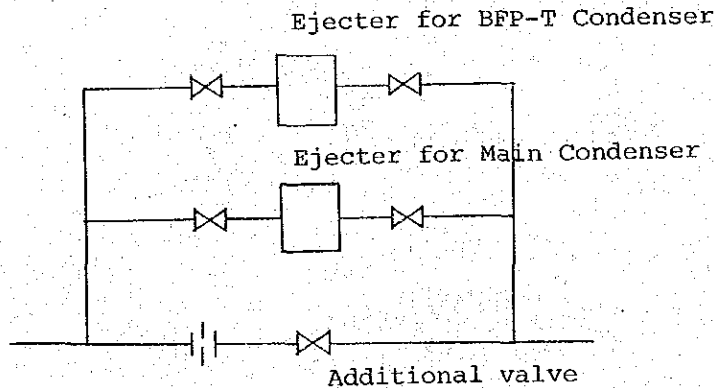 Ejecter for BFP-T Condenser
Ejecter for Main Condenser
Additional valve